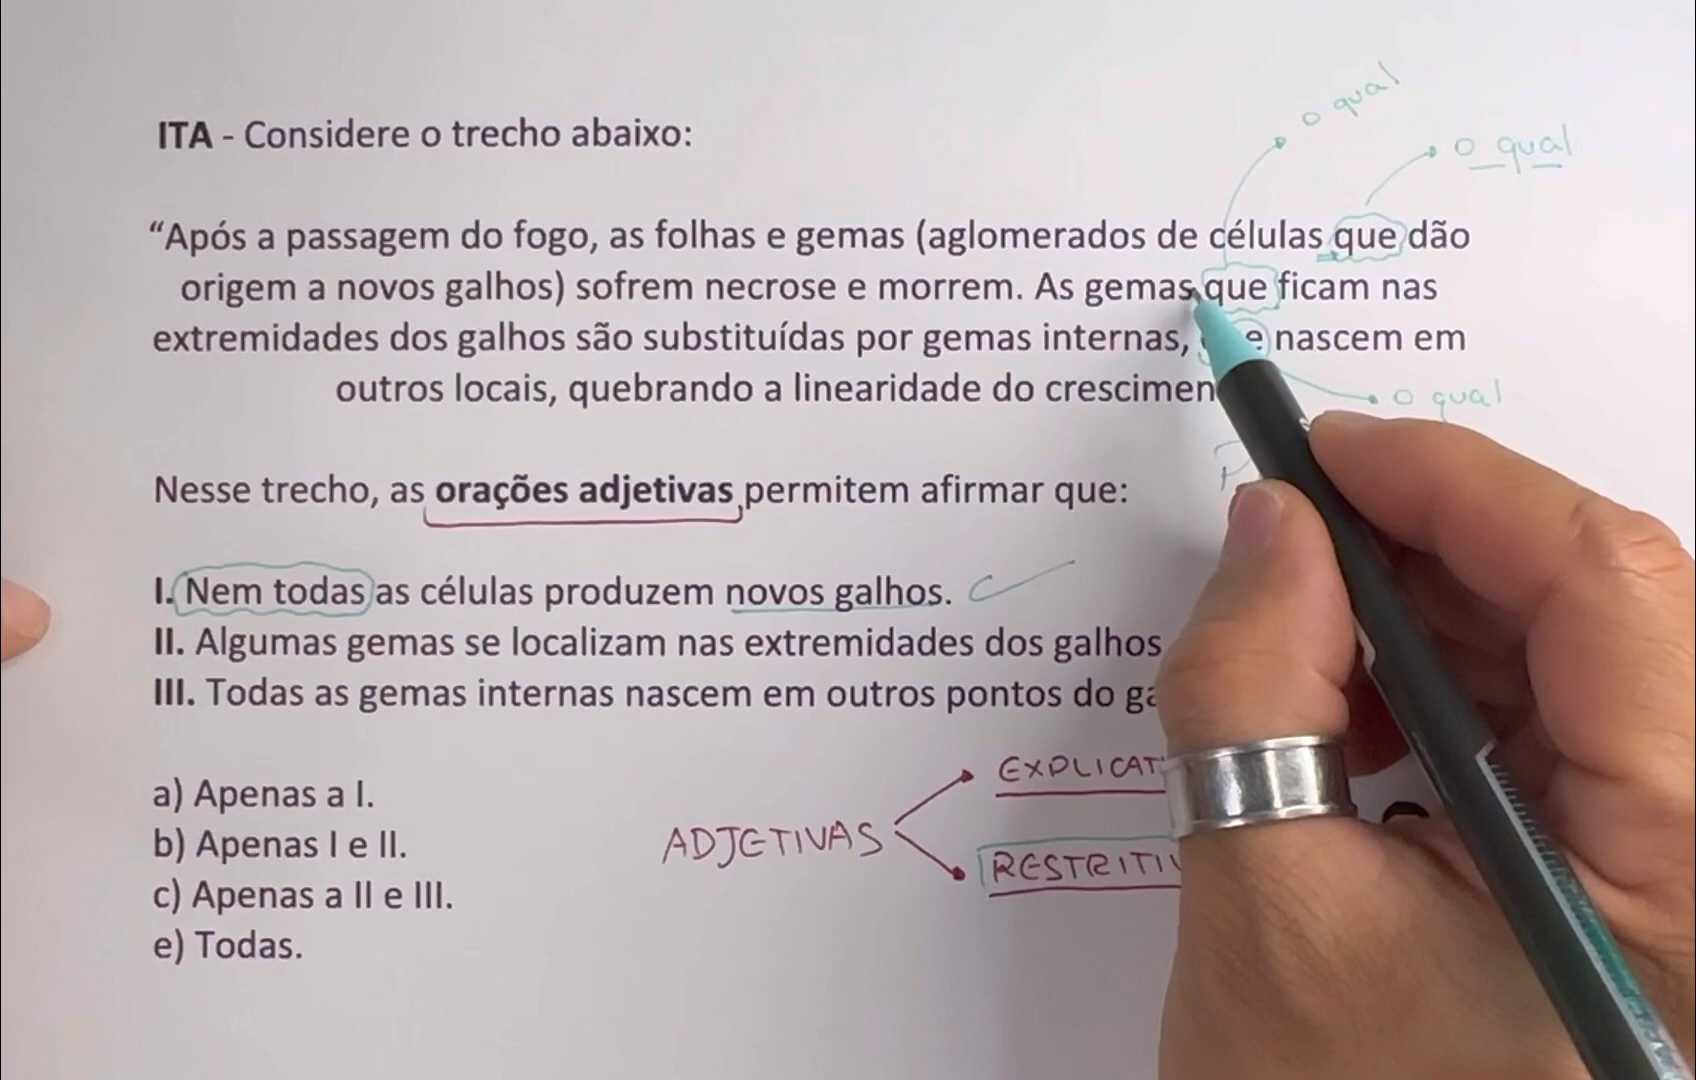 o qual
ITA - Considere o trecho abaixo:
o qual
“Após a passagem do fogo, as folhas e gemas (aglomerados de células que dão
origem a novos galhos) sofrem necrose e morrem. As gemas que ficam nas
extremidades dos galhos são substituídas por gemas internas, nascem em
outros locais, quebrando a linearidade do
o qual
Nesse trecho, as orações adjetivas permitem afirmar que:
I. Nem todas as células produzem novos galhos.
II. Algumas gemas se localizam nas extremidades dos galhos
III. Todas as gemas internas nascem em outros pontos do
a) Apenas a I.
b) Apenas I e II.
c) Apenas a II e III.
e) Todas.
ADJETIVAS